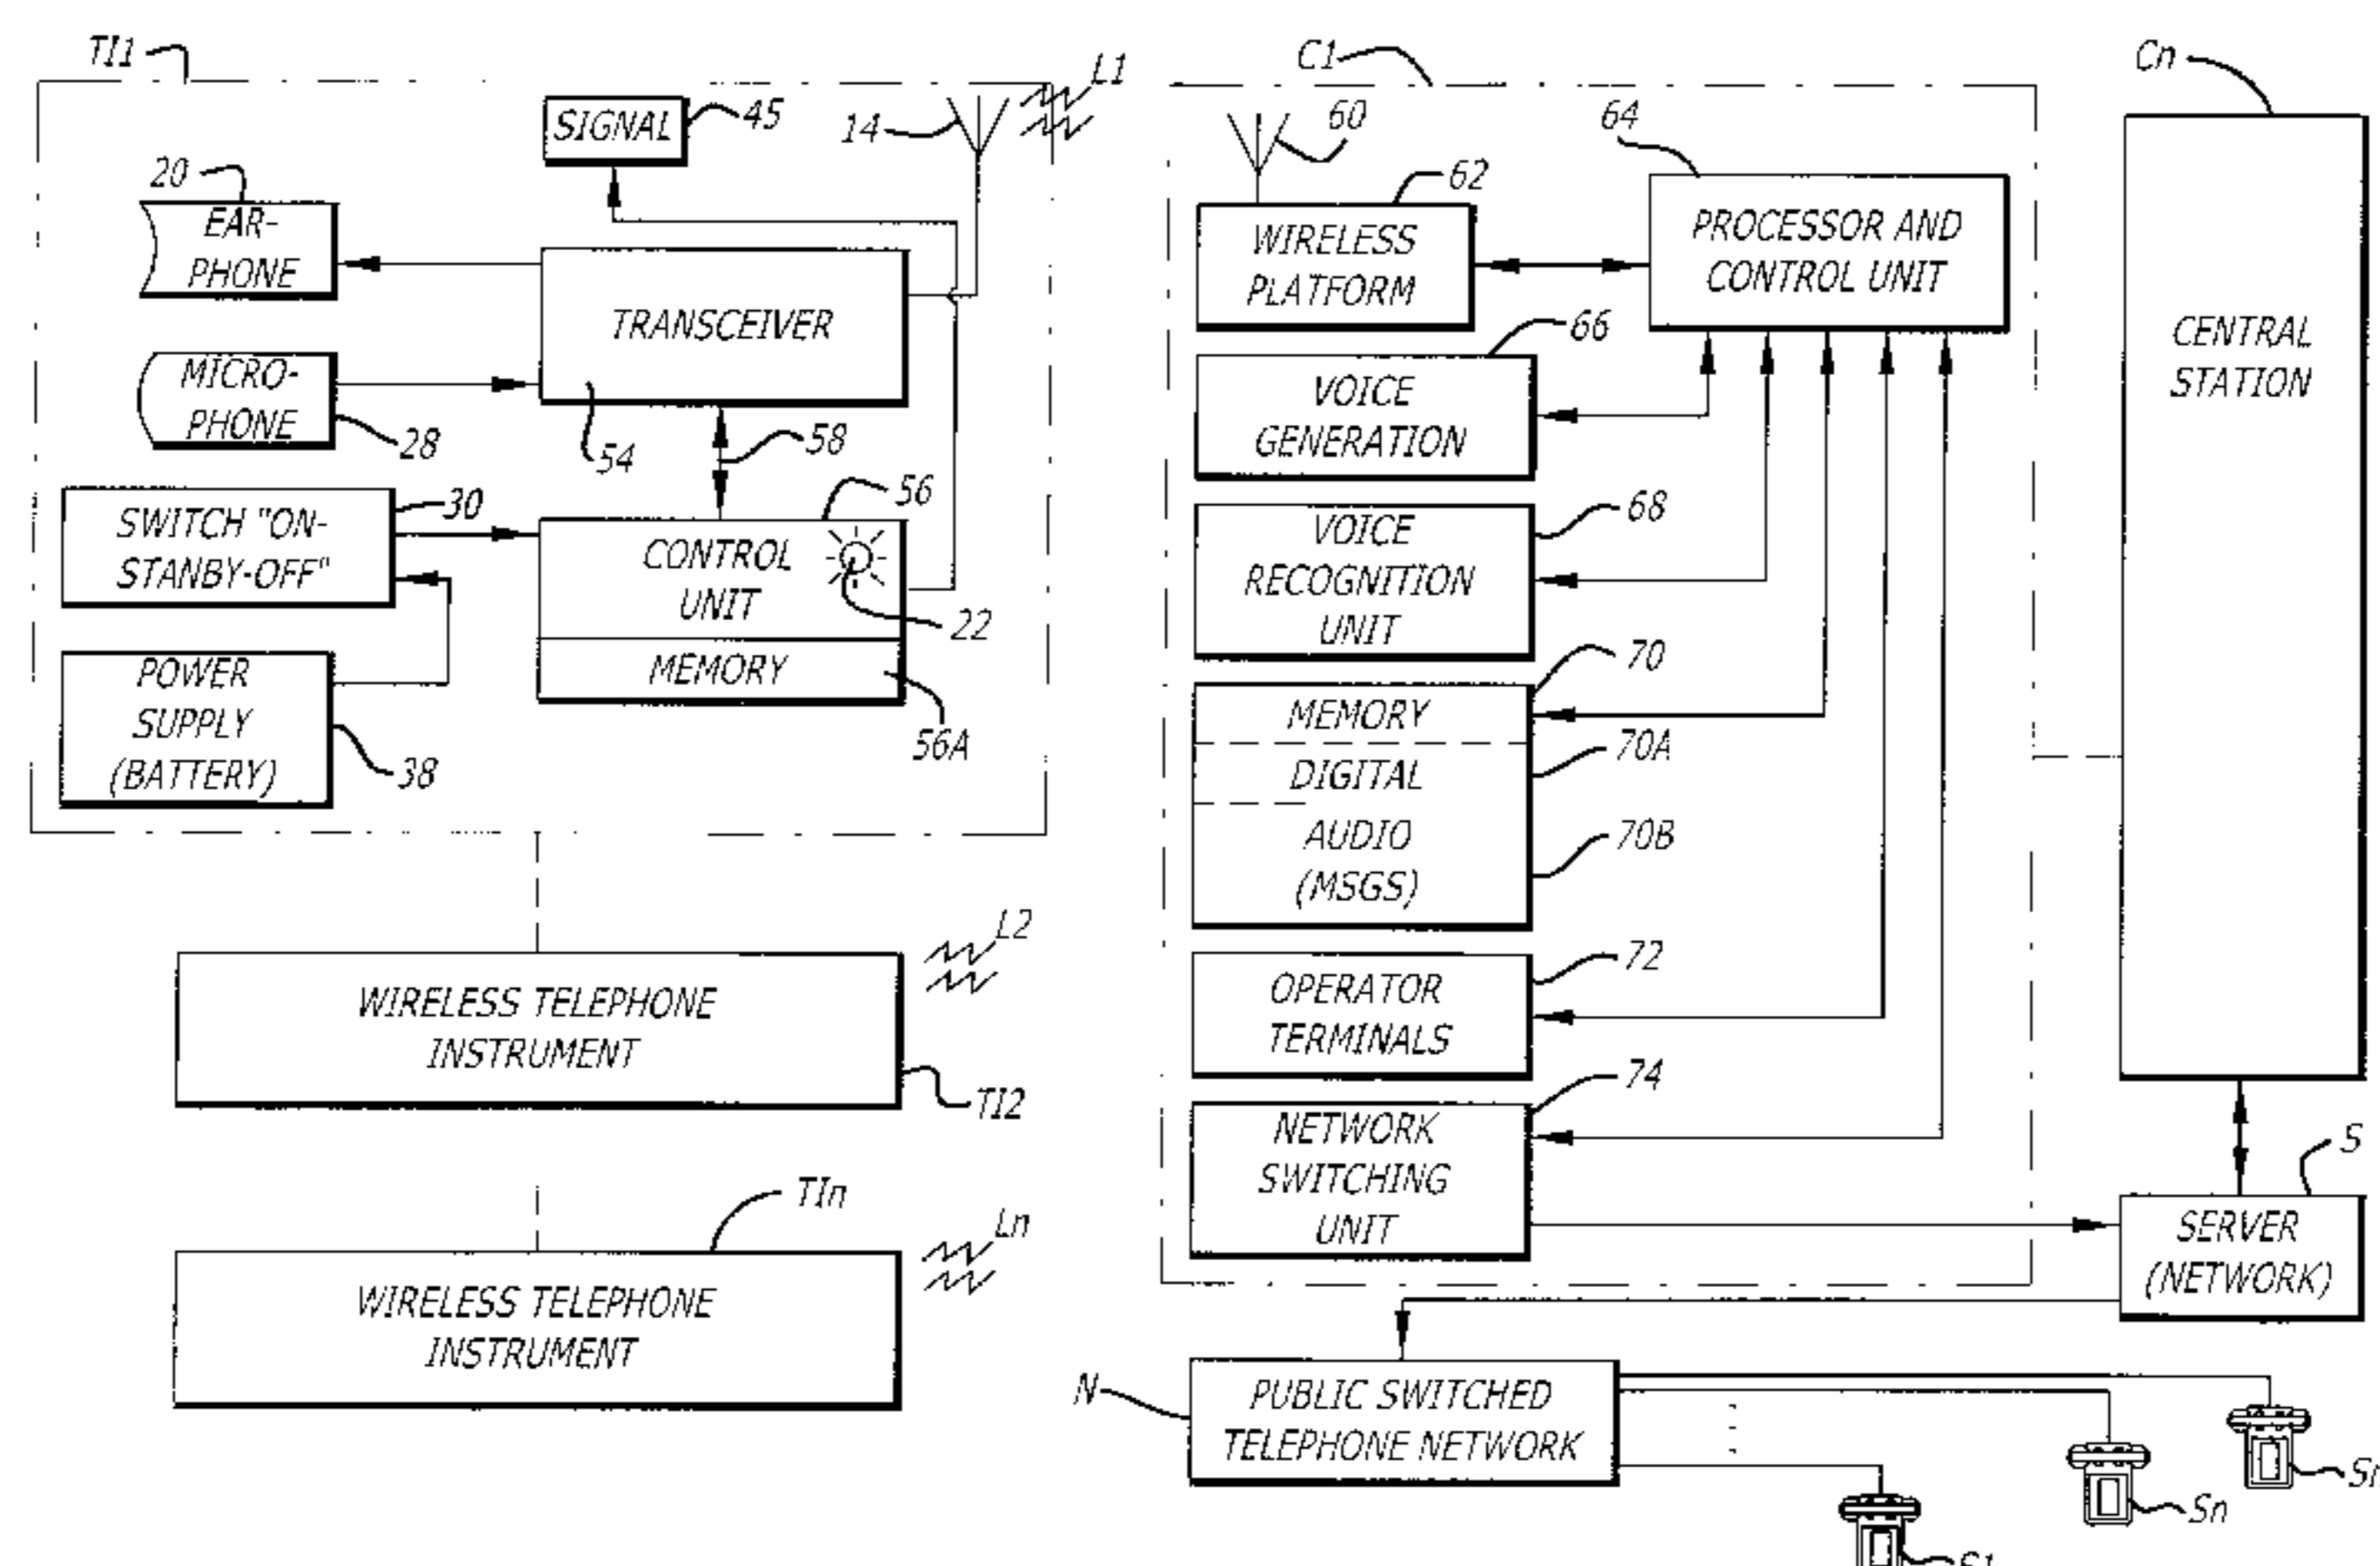 TI1
L1
SIGNAL
45
14
20
EAR-
PHONE
TRANSCEIVER
MICRO-
PHONE
28
54
58
30
SWITCH "ON-
STANBY-OFF"
56
CONTROL
UNIT
22
MEMORY
56A
POWER
SUPPLY
(BATTERY)
38
L2
WIRELESS TELEPHONE
INSTRUMENT
TI2
TIn
Ln
WIRELESS TELEPHONE
INSTRUMENT
C1
60
64
62
WIRELESS
PLATFORM
PROCESSOR AND
CONTROL UNIT
66
VOICE
GENERATION
68
VOICE
RECOGNITION
UNIT
70
MEMORY
70A
DIGITAL
AUDIO
(MSGS)
70B
72
OPERATOR
TERMINALS
74
NETWORK
SWITCHING
UNIT
Cn
CENTRAL
STATION
S
SERVER
(NETWORK)
N
PUBLIC SWITCHED
TELEPHONE NETWORK
Sn
S1